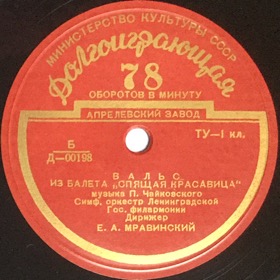 МИНИСТЕРСТВО КУЛЬТУРЫ СССР
Долгоиграющая
78
ОБОРОТОВ В МИНУТУ
АПРЕЛЕВСКИЙ ЗАВОД
ТУ—1 кл.
Б
Д—00198
ВАЛЬС
ИЗ БАЛЕТА „СПЯЩАЯ КРАСАВИЦА“
музыка П. Чайковского
Симф. оркестр Ленинградской
Гос. филармонии
Дирижер
Е. А. МРАВИНСКИЙ